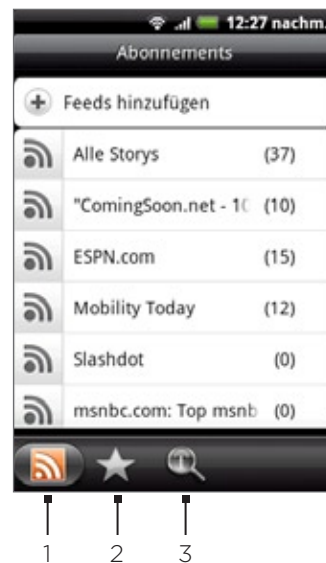 12:27 nachm.
Abonnements
Feeds hinzufügen
Alle Storys (37)
"ComingSoon.net - 10 (10)
ESPN.com (15)
Mobility Today (12)
Slashdot (0)
msnbc.com: Top msnb (0)
1 2 3